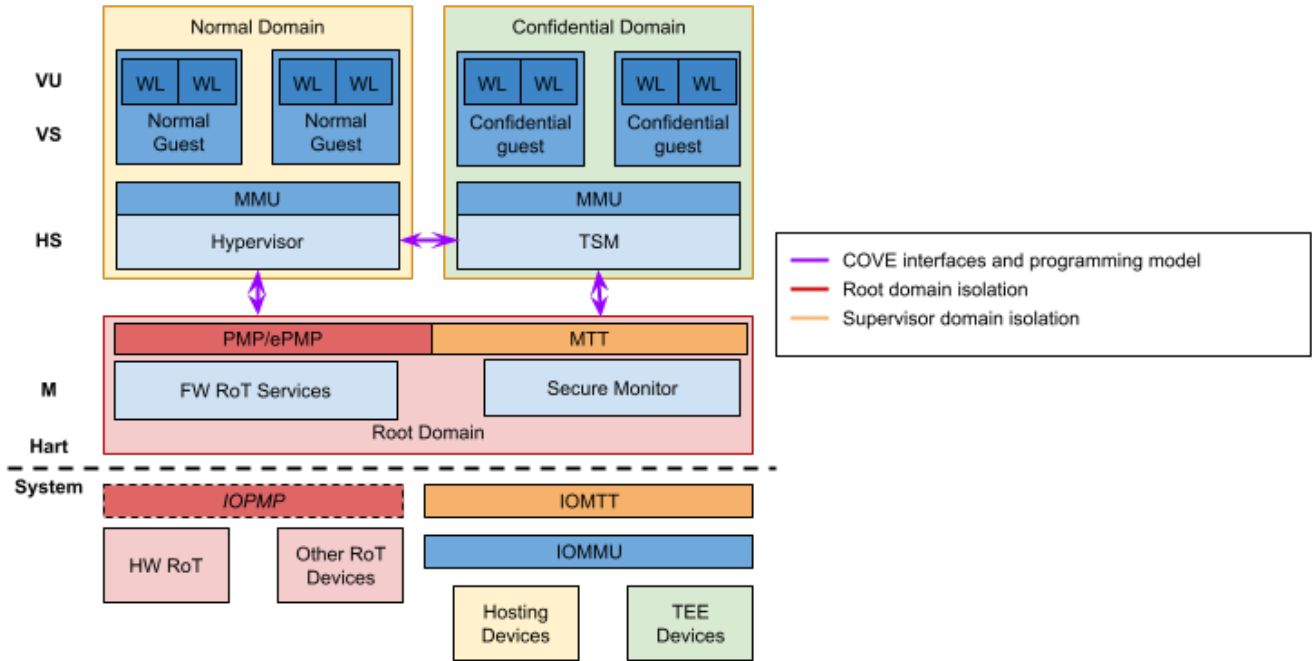 Normal Domain
Confidential Domain
VU
WL WL
WL WL
WL WL
WL WL
VS
Normal
Guest
Normal
Guest
Confidential
guest
Confidential
guest
MMU
MMU
HS
Hypervisor
TSM
COVE interfaces and programming model
Root domain isolation
Supervisor domain isolation
PMP/ePMP
MTT
M
FW RoT Services
Secure Monitor
Root Domain
Hart
System
IOPMP
IOMTT
HW RoT
Other RoT
Devices
IOMMU
Hosting
Devices
TEE
Devices